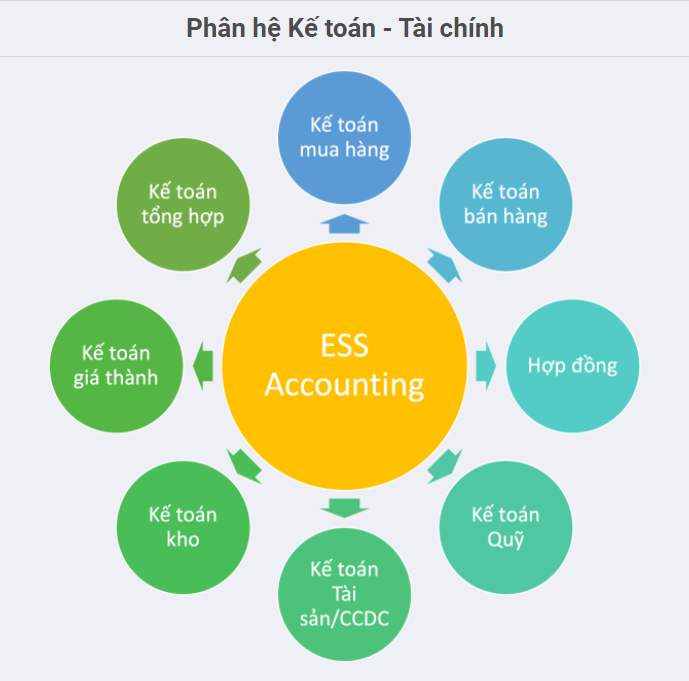 Phân hệ Kế toán - Tài chính
Kế toán
mua hàng
Kế toán
bán hàng
Hợp đồng
Kế toán
Quỹ
Kế toán
Tài
sản/CCDC
Kế toán
kho
Kế toán
giá thành
Kế toán
tổng hợp
ESS
Accounting